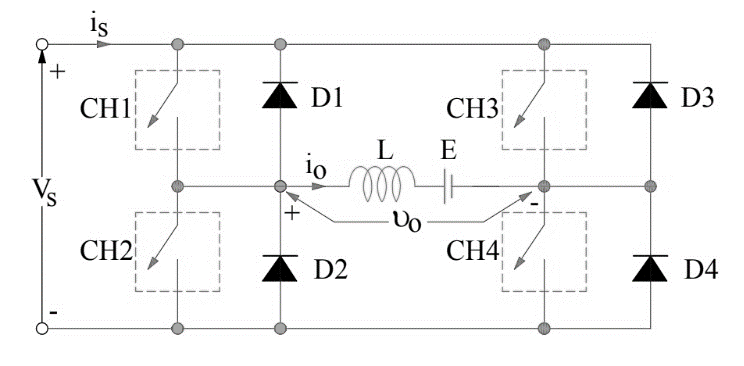 iS
+
CH1
D1
CH3
D3
VS
iO
L
E
+
υO
-
CH2
D2
CH4
D4
-